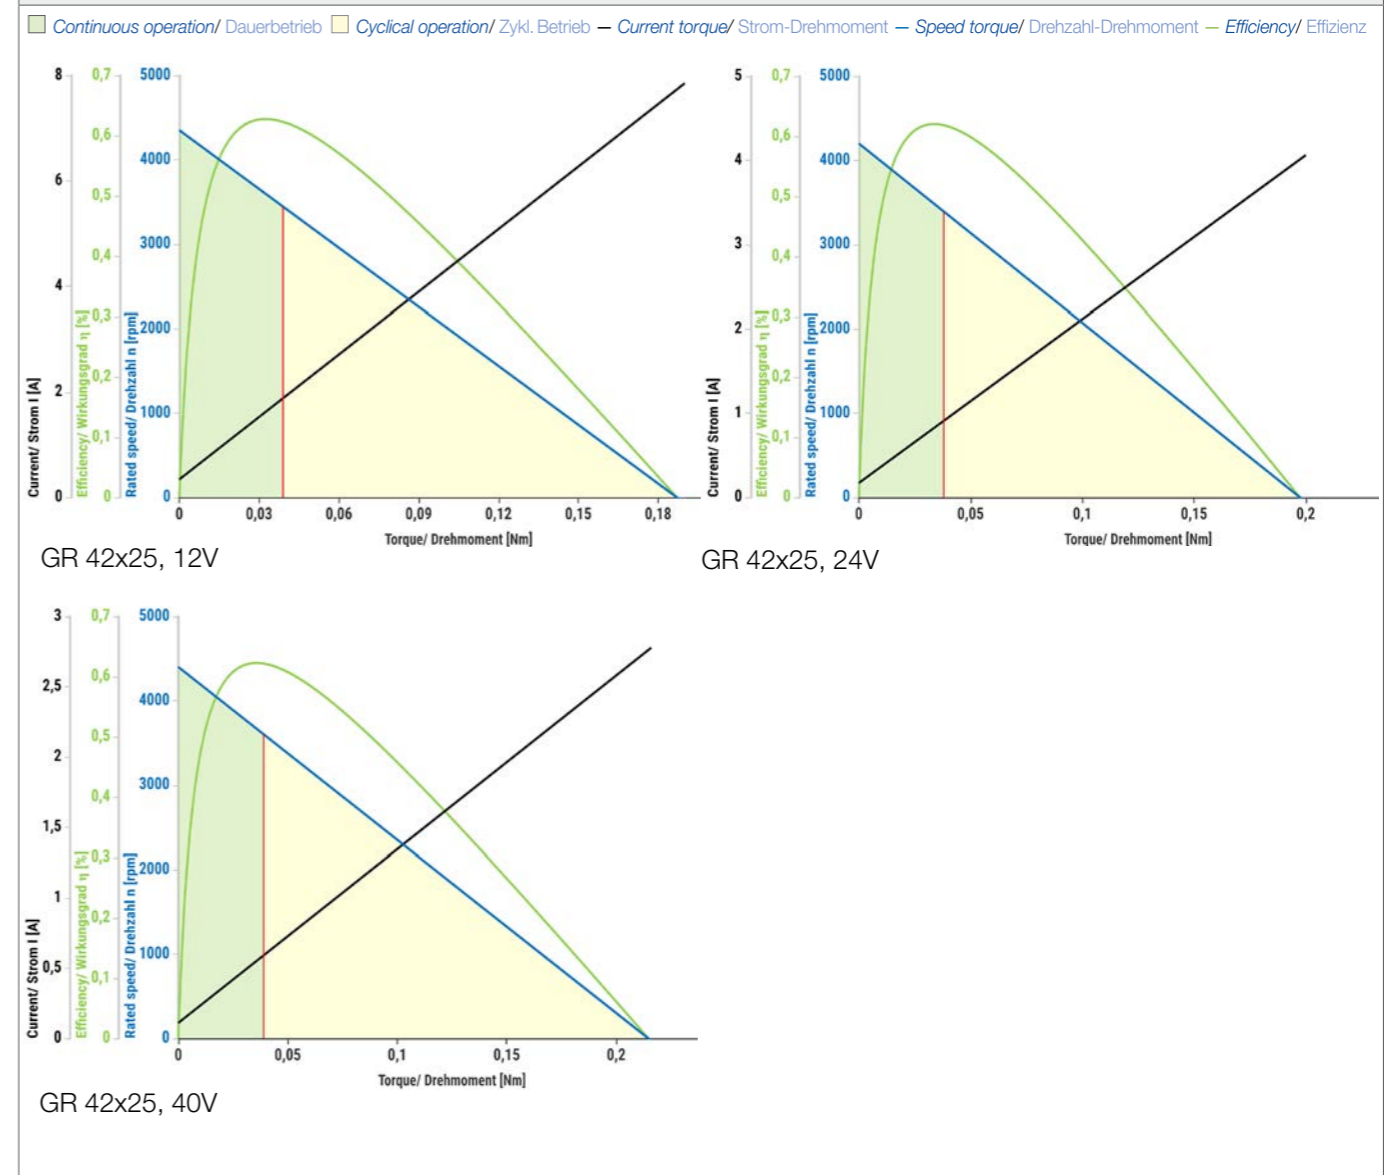 Continuous operation/ Dauerbetrieb Cyclical operation/ Zykl. Betrieb – Current torque/ Strom-Drehmoment – Speed torque/ Drehzahl-Drehmoment – Efficiency/ Effizienz
8 0,7 5000
0,6
4000
6
0,5
3000
0,4
4
0,3
2000
0,2
2
1000
0,1
0 0 0
Current/ Strom I [A]
Efficiency/ Wirkungsgrad η [%]
Rated speed/ Drehzahl n [rpm]
0 0,03 0,06 0,09 0,12 0,15 0,18
Torque/ Drehmoment [Nm]
GR 42x25, 12V
5 0,7 5000
0,6
4 4000
0,5
3 3000
0,4
0,3
2 2000
0,2
1 1000
0,1
0 0 0
Current/ Strom I [A]
Efficiency/ Wirkungsgrad η [%]
Rated speed/ Drehzahl n [rpm]
0 0,05 0,1 0,15 0,2
Torque/ Drehmoment [Nm]
GR 42x25, 24V
3 0,7 5000
2,5 0,6
4000
0,5
2
3000
0,4
1,5
0,3
2000
1
0,2
1000
0,5
0,1
0 0 0
Current/ Strom I [A]
Efficiency/ Wirkungsgrad η [%]
Rated speed/ Drehzahl n [rpm]
0 0,05 0,1 0,15 0,2
Torque/ Drehmoment [Nm]
GR 42x25, 40V